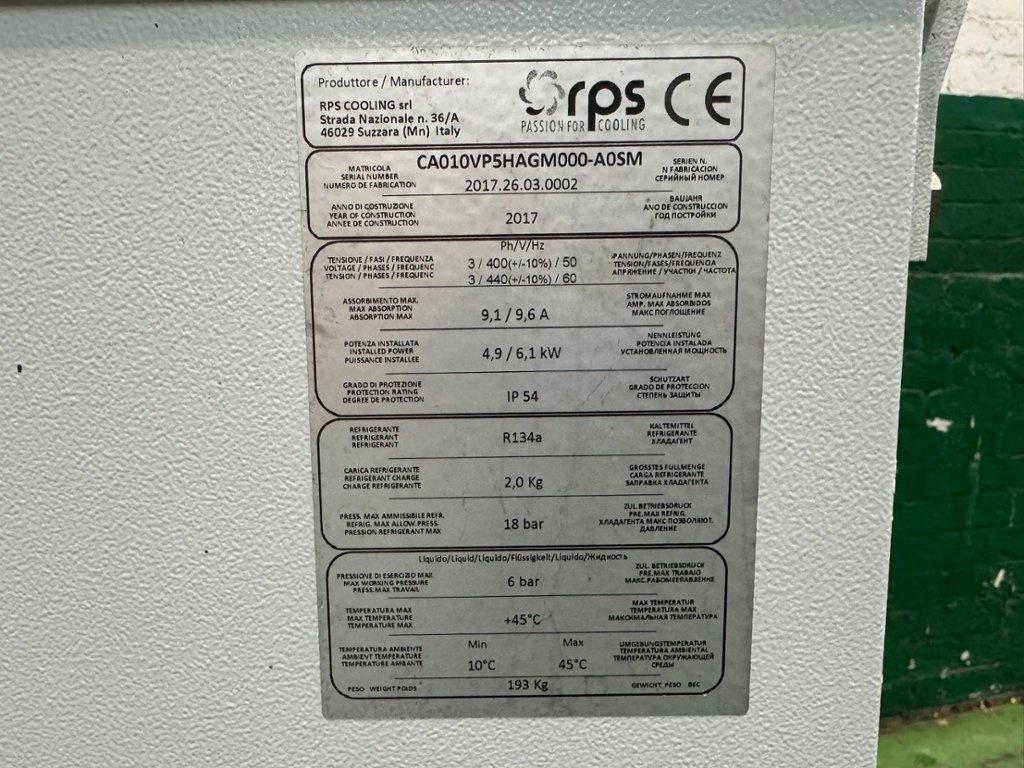 Produttore / Manufacturer:
RPS COOLING srl
Strada Nazionale n. 36/A
46029 Suzzara (Mn) Italy
rps
PASSION FOR COOLING
CE
CA010VP5HAGM000-A0SM
MATRICOLA
SERIAL NUMBER
NUMERO DE FABRICATION
2017.26.03.0002
SERIEN N.
N FABRICACION
СЕРИЙНЫЙ НОМЕР
ANNO DI COSTRUZIONE
YEAR OF CONSTRUCTION
ANNEE DE CONSTRUCTION
2017
BAUJAHR
ANO DE CONSTRUCCION
ГОД ПОСТРОЙКИ
Ph/V/Hz
TENSIONE / FASI / FREQUENZA
VOLTAGE / PHASES / FREQUENC
TENSION / PHASES / FREQUENC
3 / 400(+/-10%) / 50
3 / 440(+/-10%) / 60
PANNUNG/PHASEN/FREQUENZ
TENSION/FASES/FREQUENCIA
АПРЯЖЕНИЕ / УЧАСТКИ / ЧАСТОТА
ASSORBIMENTO MAX.
MAX ABSORPTION
ABSORPTION MAX
9,1 / 9,6 A
STROMAUFNAHME MAX
AMP. MAX ABSORBIDOS
МАКС ПОГЛОЩЕНИЕ
POTENZA INSTALLATA
INSTALLED POWER
PUISSANCE INSTALLEE
4,9 / 6,1 kW
NENNLEISTUNG
POTENCIA INSTALADA
УСТАНОВЛЕННАЯ МОЩНОСТЬ
GRADO DI PROTEZIONE
PROTECTION RATING
DEGREE DE PROTECTION
IP 54
SCHUTZART
GRADO DE PROTECCION
СТЕПЕНЬ ЗАЩИТЫ
REFRIGERANTE
REFRIGERANT
REFRIGERANT
R134a
KALTEMITTEL
REFRIGERANTE
ХЛАДАГЕНТ
CARICA REFRIGERANTE
REFRIGERANT CHARGE
CHARGE REFRIGERANTE
2,0 Kg
GROSSTES FULLMENGE
CARGA REFRIGERANTE
ЗАПРАВКА ХЛАДАГЕНТА
PRESS. MAX AMMISSIBILE REFR.
REFRIG. MAX ALLOW. PRESS.
PRESSION REFRIGERANT MAX
18 bar
ZUL. BETRIEBSDRUCK
PRE. MAX REFRIG.
ХЛАДАГЕНТА МАКС ПОЗВОЛЯЮТ.
ДАВЛЕНИЕ
Liquido/Liquid/Liquido/Flüssigkeit/Liquido/Жидкость
PRESSIONE DI ESERCIZIO MAX
MAX WORKING PRESSURE
PRESS. MAX TRAVAIL
6 bar
ZUL. BETRIEBSDRUCK
PRE. MAX TRABAJO
TEMPERATURA MAX
MAX TEMPERATURE
TEMPERATURE MAX
+45°C
MAX TEMPERATUR
TEMPERATURA MAX
МАКСИМАЛЬНАЯ ТЕМПЕРАТУРА
TEMPERATURA AMBIENTE
AMBIENT TEMPERATURE
TEMPERATURE AMBANTE
Min Max
10°C 45°C
UMGEBUNGSTEMPERATUR
TEMPERATURA AMBIENTAL
ТЕМПЕРАТУРА ОКРУЖАЮЩЕЙ
СРЕДЫ
PESO WEIGHT POIDS
193 Kg
GEWICHT PESO ВЕС